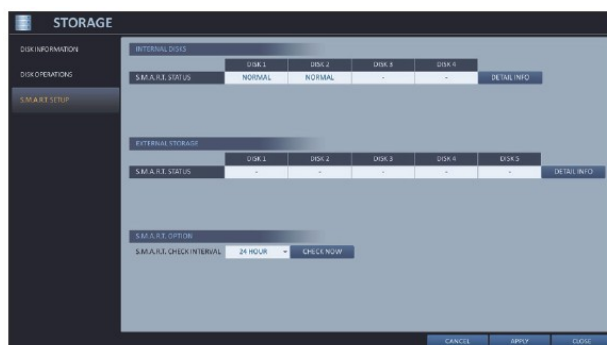 STORAGE
DISK INFORMATION
DISK OPERATIONS
S.M.A.R.T. SETUP
INTERNAL DISKS
DISK 1 DISK 2 DISK 3 DISK 4
S.M.A.R.T. STATUS NORMAL NORMAL - - DETAIL INFO
EXTERNAL STORAGE
DISK 1 DISK 2 DISK 3 DISK 4 DISK 5
S.M.A.R.T. STATUS - - - - - DETAIL INFO
S.M.A.R.T. OPTION
S.M.A.R.T. CHECK INTERVAL 24 HOUR CHECK NOW
CANCEL APPLY CLOSE